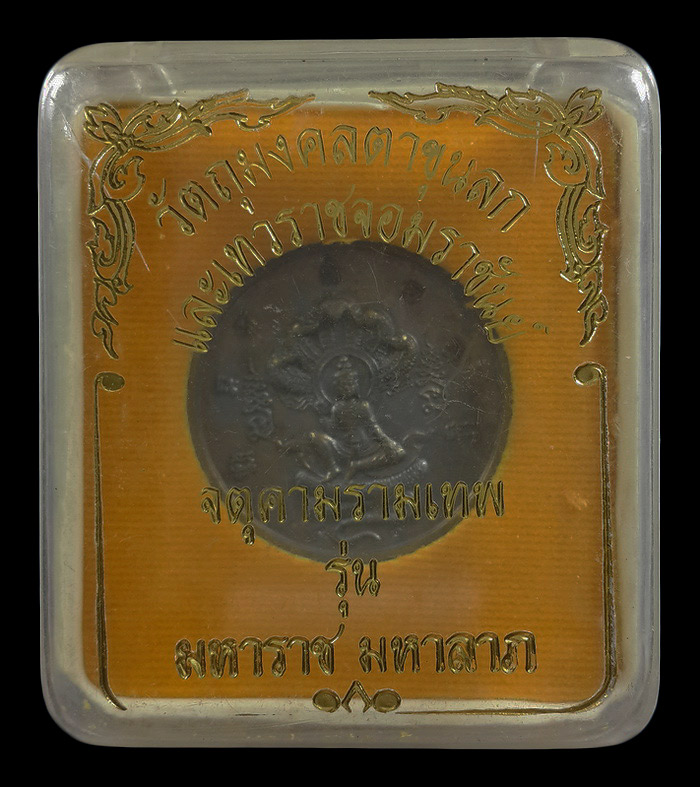 วัตถุมงคลตาขุนลก
และเทวราชจอมราชันย์
จตุคามรามเทพ
รุ่น
มหาราช มหาลาภ